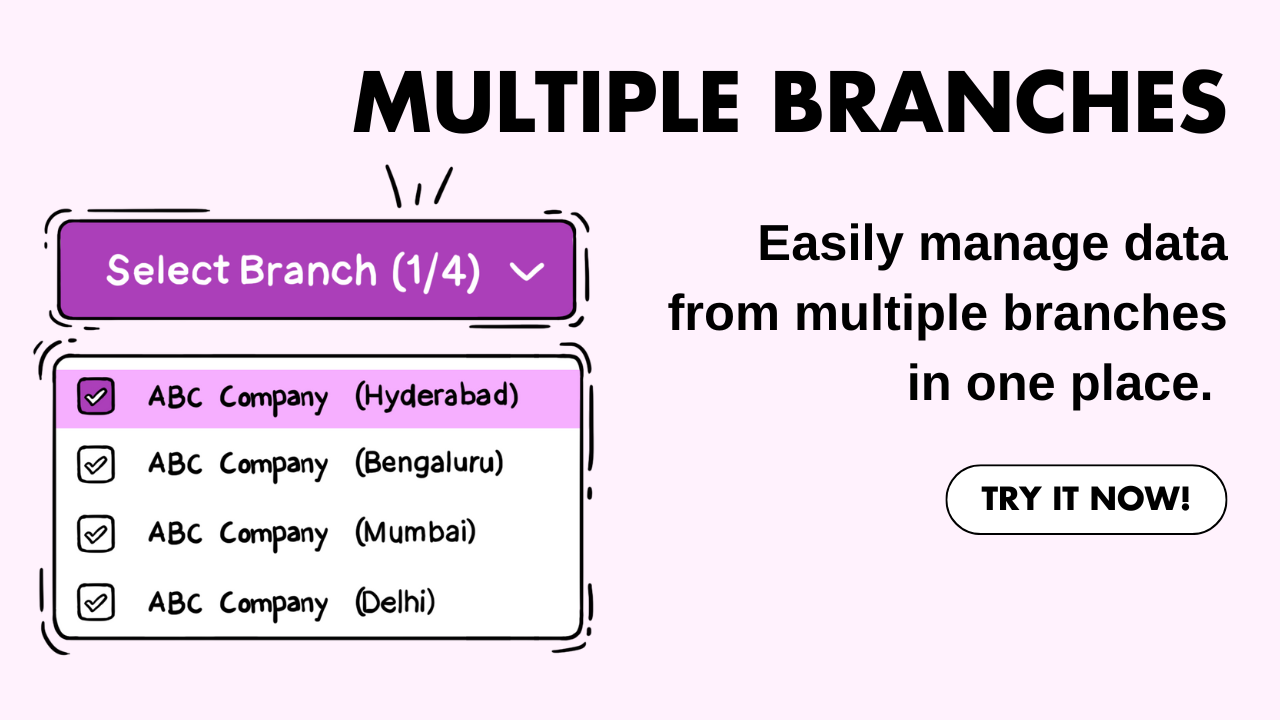 MULTIPLE BRANCHES
Select Branch (1/4)
ABC Company (Hyderabad)
ABC Company (Bengaluru)
ABC Company (Mumbai)
ABC Company (Delhi)
Easily manage data
from multiple branches
in one place.
TRY IT NOW!